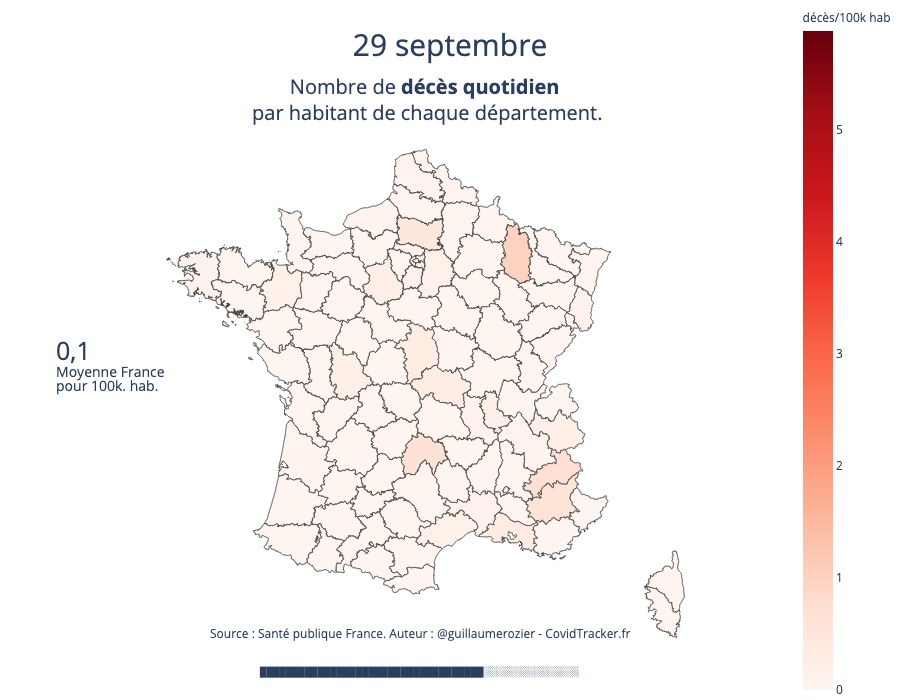 décès/100k hab
29 septembre
Nombre de décès quotidien
par habitant de chaque département.
5
4
0,1
Moyenne France
pour 100k. hab.
3
2
1
Source : Santé publique France. Auteur : @guillaumerozier - CovidTracker.fr
0